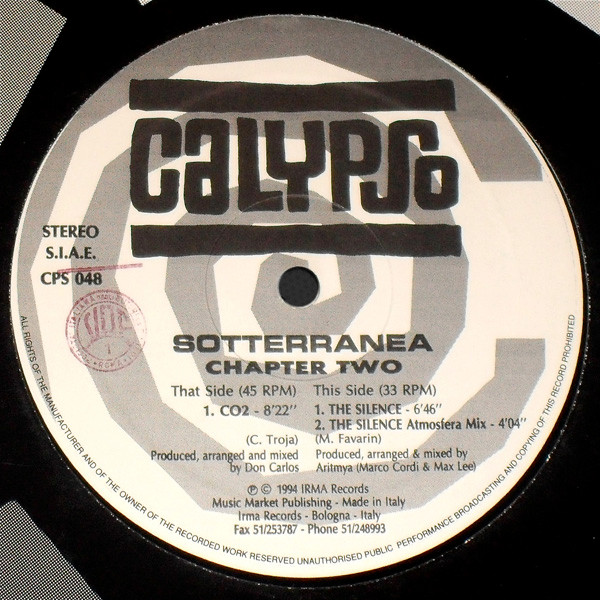 CALYPSO
STEREO
S.I.A.E.
CPS 048
SIAE
SOTTERRANEA
CHAPTER TWO
That Side (45 RPM)
1. CO2 - 8'22"
(C. Troja)
Produced, arranged and mixed
by Don Carlos
This Side (33 RPM)
1. THE SILENCE - 6'46"
2. THE SILENCE Atmosfera Mix - 4'04"
(M. Favarin)
Produced, arranged & mixed by
Aritmya (Marco Cordi & Max Lee)
℗ © 1994 IRMA Records
Music Market Publishing - Made in Italy
Irma Records - Bologna - Italy
Fax 51/253787 - Phone 51/248993
ALL RIGHTS OF THE MANUFACTURER AND OF THE OWNER OF THE RECORDED WORK RESERVED UNAUTHORISED PUBLIC PERFORMANCE BROADCASTING AND COPYING OF THIS RECORD PROHIBITED